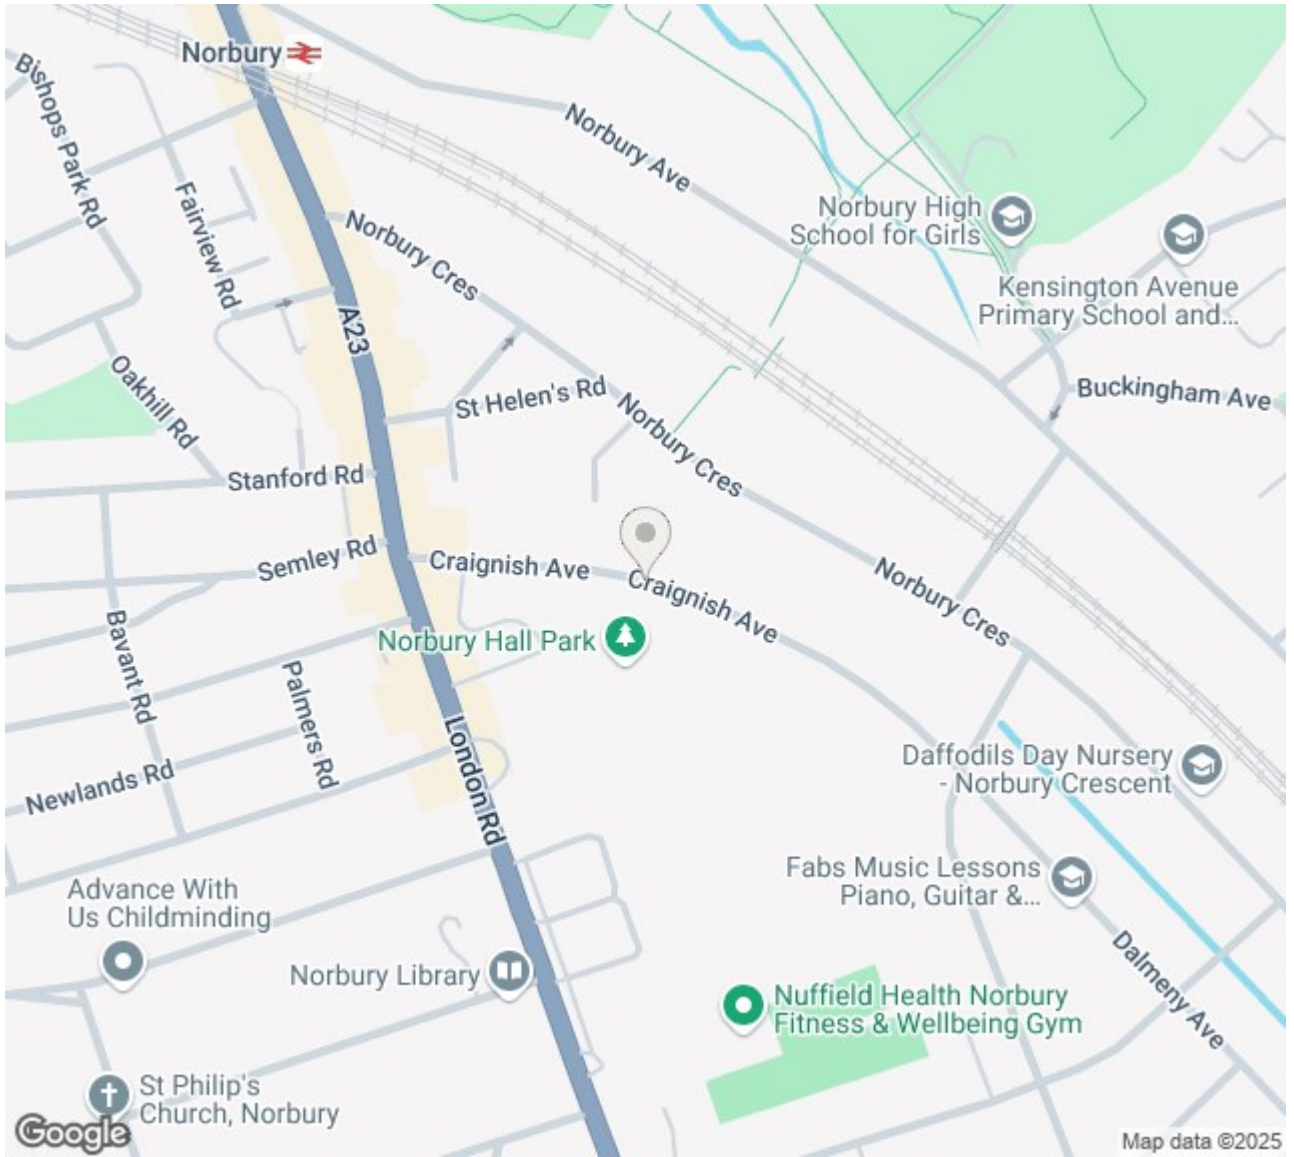 Norbury
Bishops Park Rd
Norbury Ave
Fairview Rd
Norbury High
School for Girls
Norbury Cres
Kensington Avenue
Primary School and...
A23
Oakhill Rd
St Helen's Rd
Buckingham Ave
Norbury Cres
Stanford Rd
Semley Rd
Craignish Ave
Craignish Ave
Norbury Cres
Bavant Rd
Norbury Hall Park
Palmers Rd
London Rd
Newlands Rd
Daffodils Day Nursery
- Norbury Crescent
Advance With
Us Childminding
Fabs Music Lessons
Piano, Guitar &...
Norbury Library
Dalmeny Ave
Nuffield Health Norbury
Fitness & Wellbeing Gym
St Philip's
Church, Norbury
Google
Map data ©2025